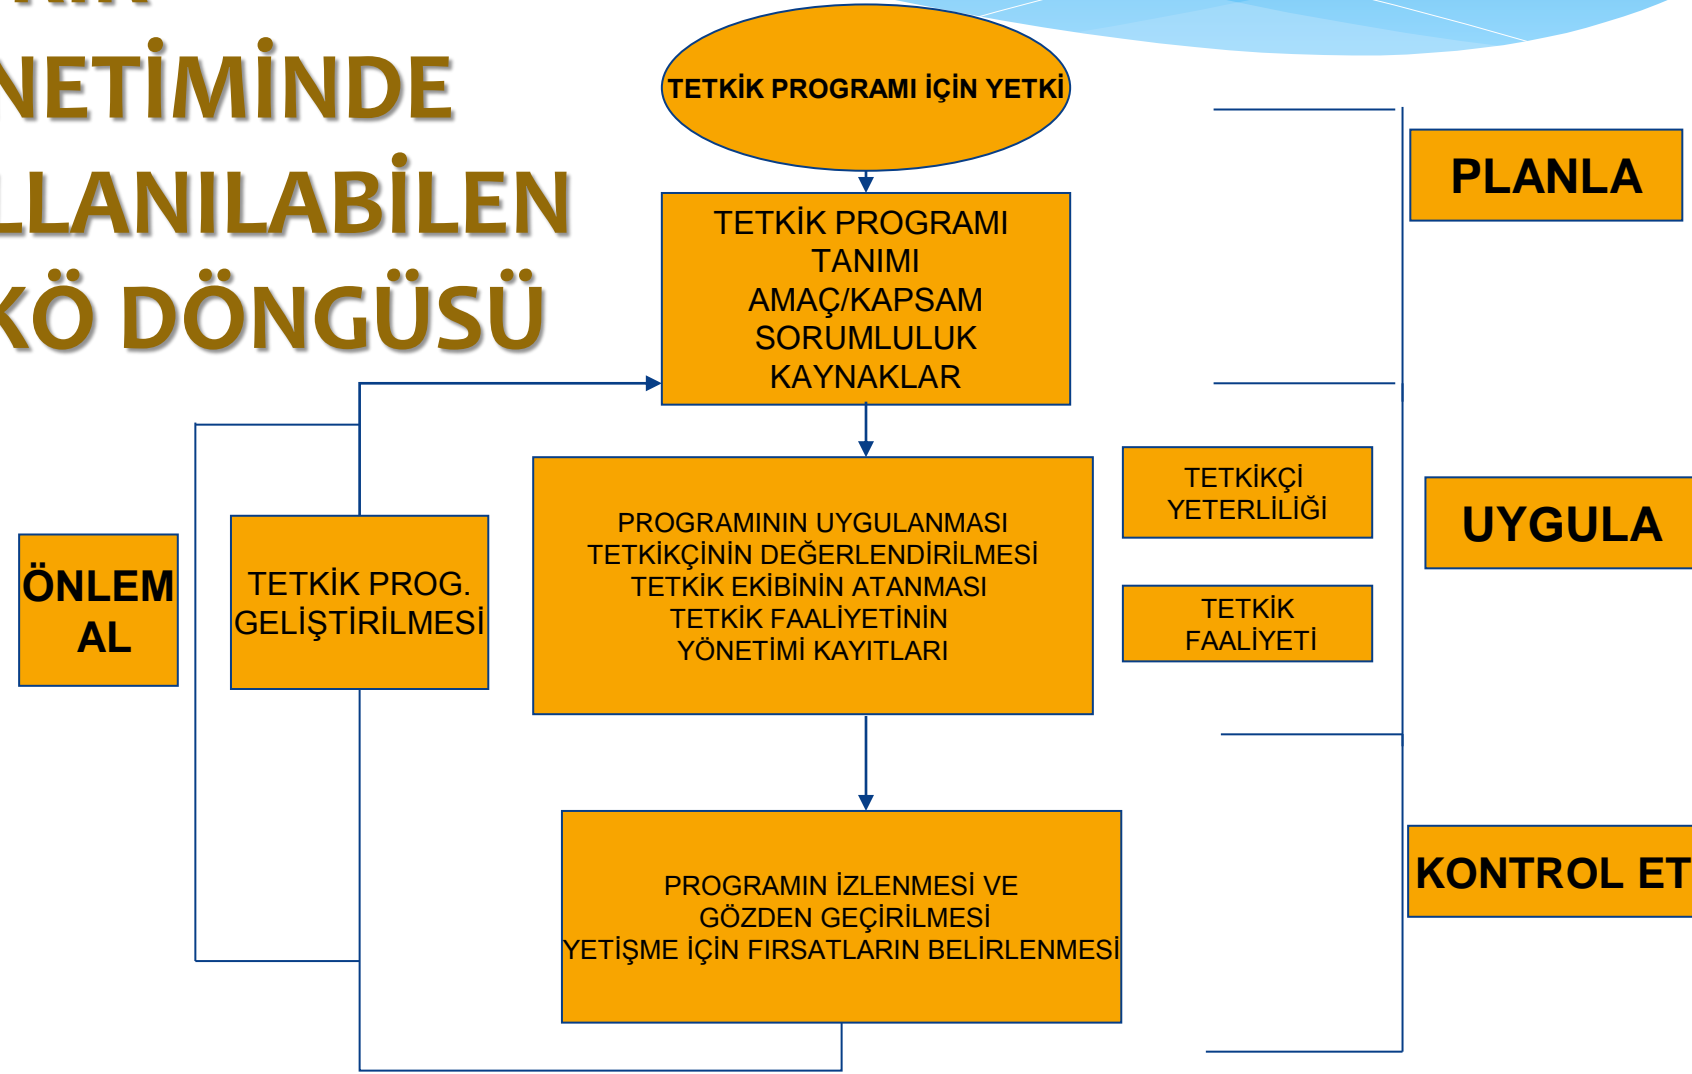 NETİMİNDE
LLANILABİLEN
KÖ DÖNGÜSÜ
TETKİK PROGRAMI İÇİN YETKİ
TETKİK PROGRAMI
TANIMI
AMAÇ/KAPSAM
SORUMLULUK
KAYNAKLAR
PLANLA
TETKİKÇİ
YETERLİLİĞİ
UYGULA
PROGRAMININ UYGULANMASI
TETKİKÇİNİN DEĞERLENDİRİLMESİ
TETKİK EKİBİNİN ATANMASI
TETKİK FAALİYETİNİN
YÖNETİMİ KAYITLARI
TETKİK
FAALİYETİ
ÖNLEM
AL
TETKİK PROG.
GELİŞTİRİLMESİ
PROGRAMIN İZLENMESİ VE
GÖZDEN GEÇİRİLMESİ
YETİŞME İÇİN FIRSATLARIN BELİRLENMESİ
KONTROL ET